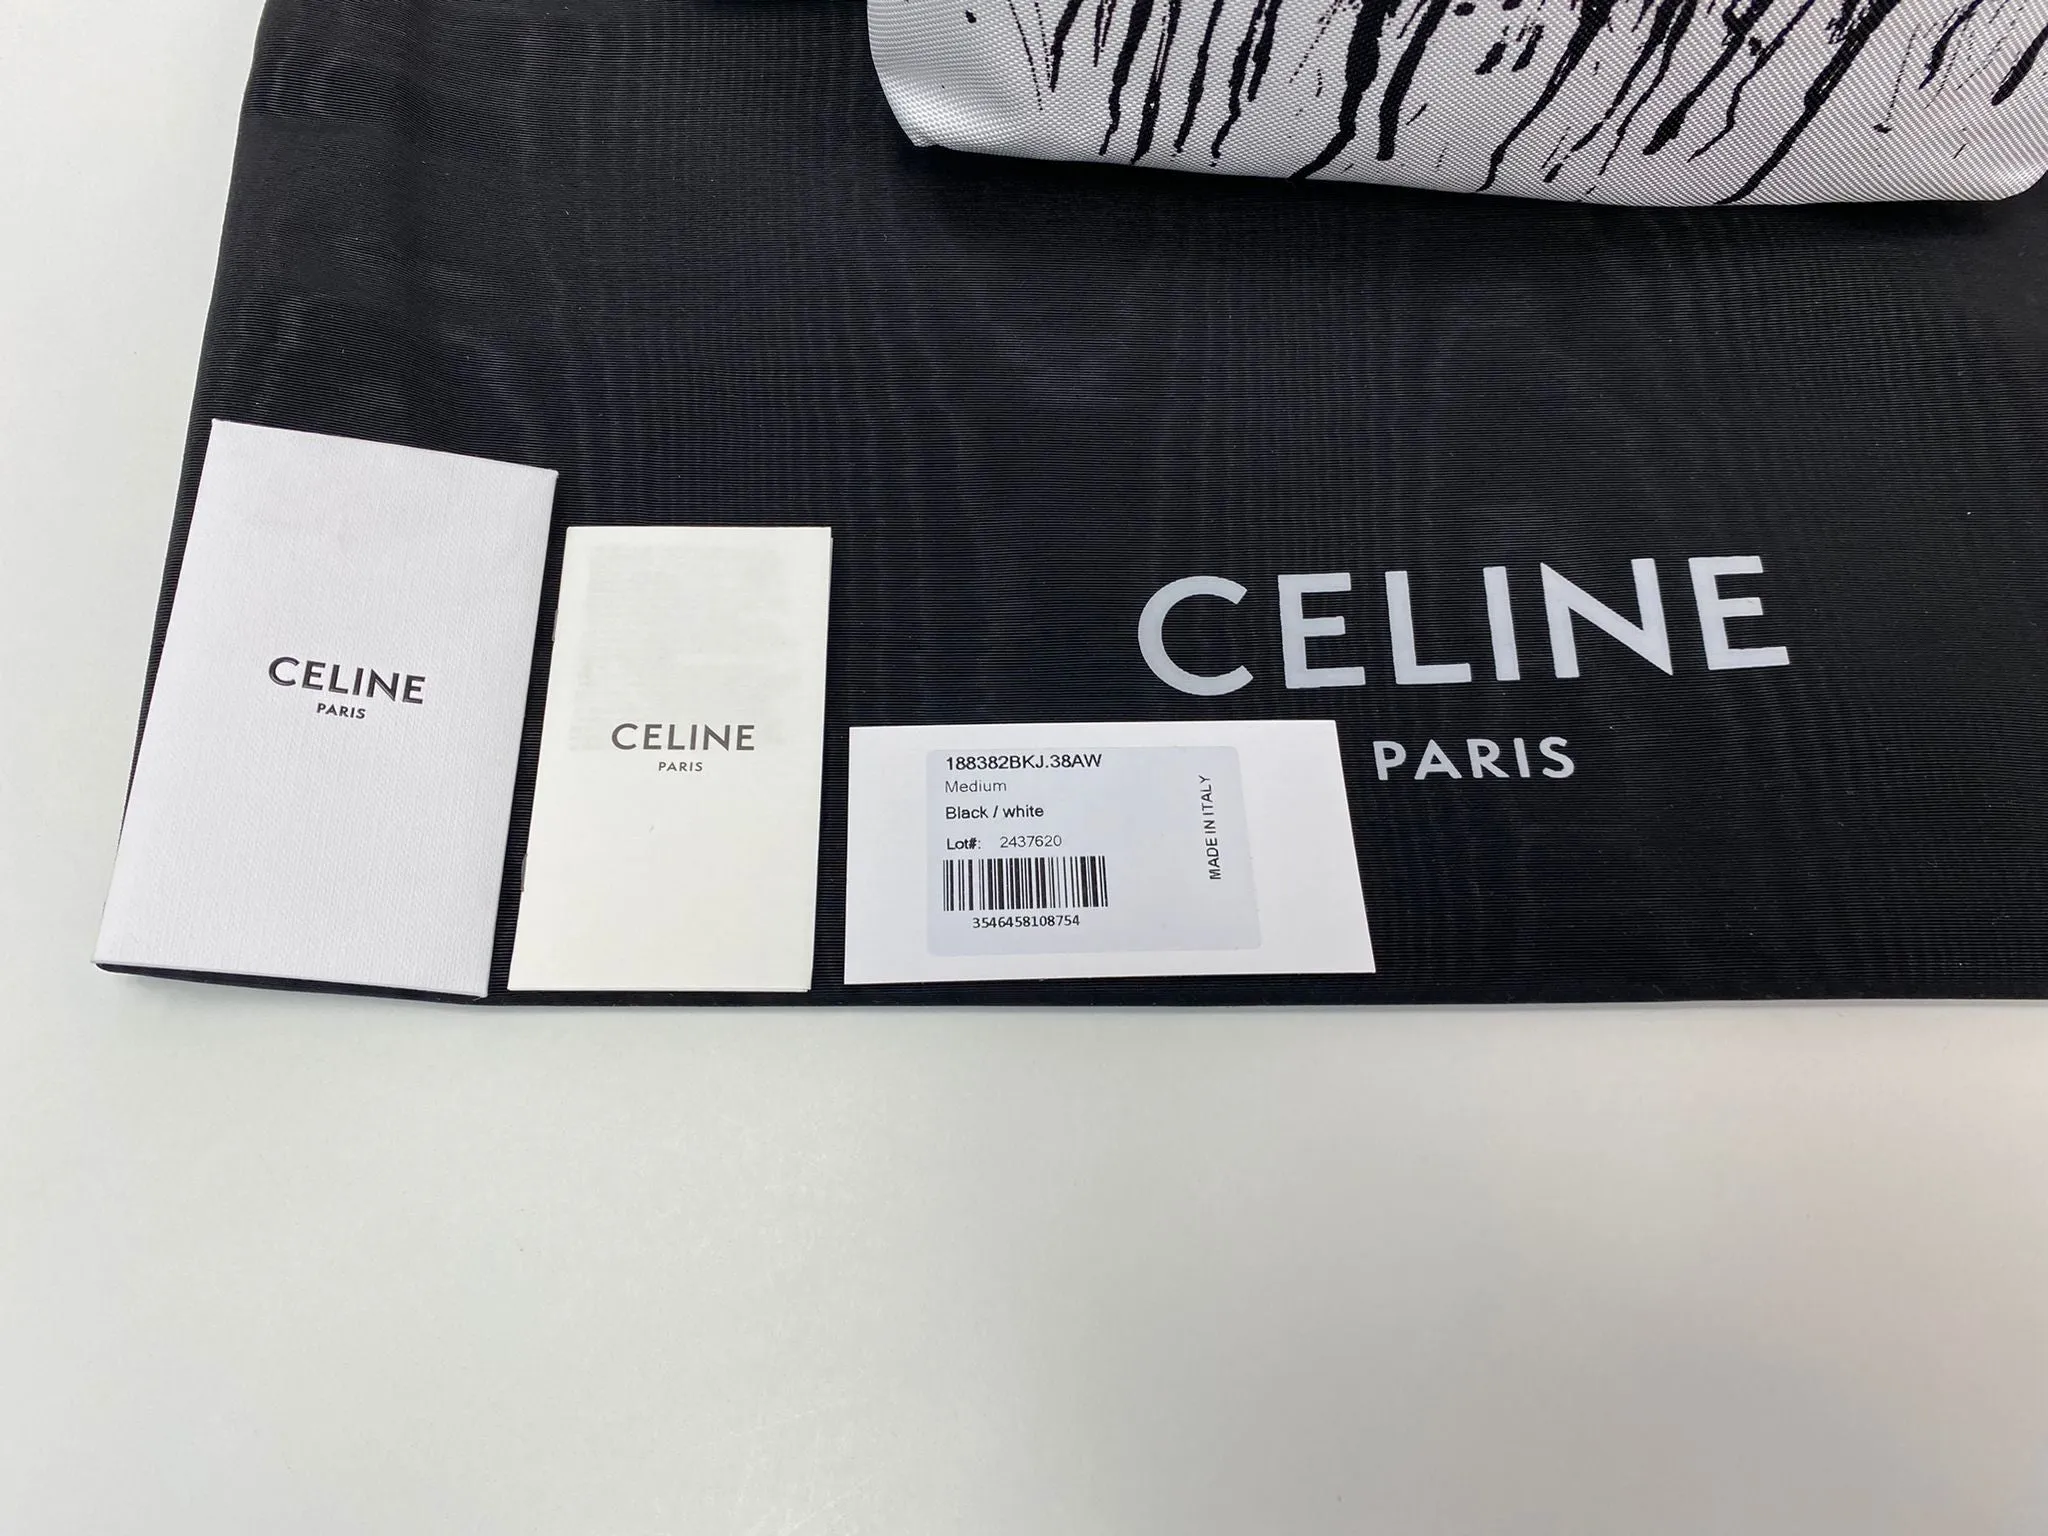 CELINE
PARIS
CELINE
PARIS
188382BKJ.38AW
Medium
Black / white
Lot#: 2437620
3546458108754
MADE IN ITALY
CELINE
PARIS